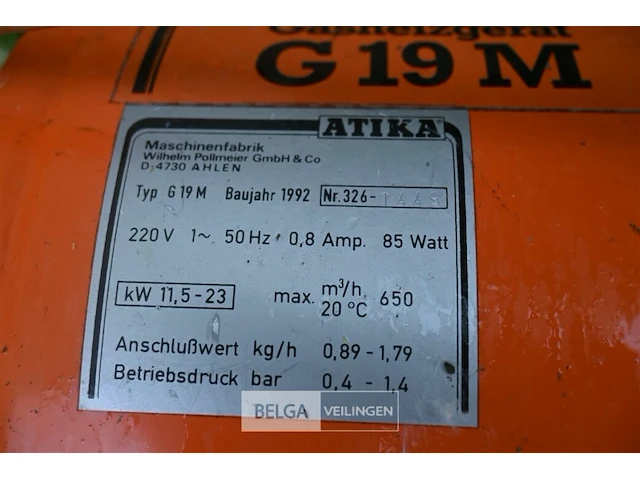 Gasheizgerät
G 19 M
ATIKA
Maschinenfabrik
Wilhelm Pollmeier GmbH & Co
D-4730 AHLEN
Typ G 19 M Baujahr 1992 Nr. 326-1449
220 V 1~ 50 Hz 0,8 Amp. 85 Watt
kW 11,5-23 max. m³/h 20 °C 650
Anschlußwert kg/h 0,89-1,79
Betriebsdruck bar 0,4-1,4
BELGA VEILINGEN